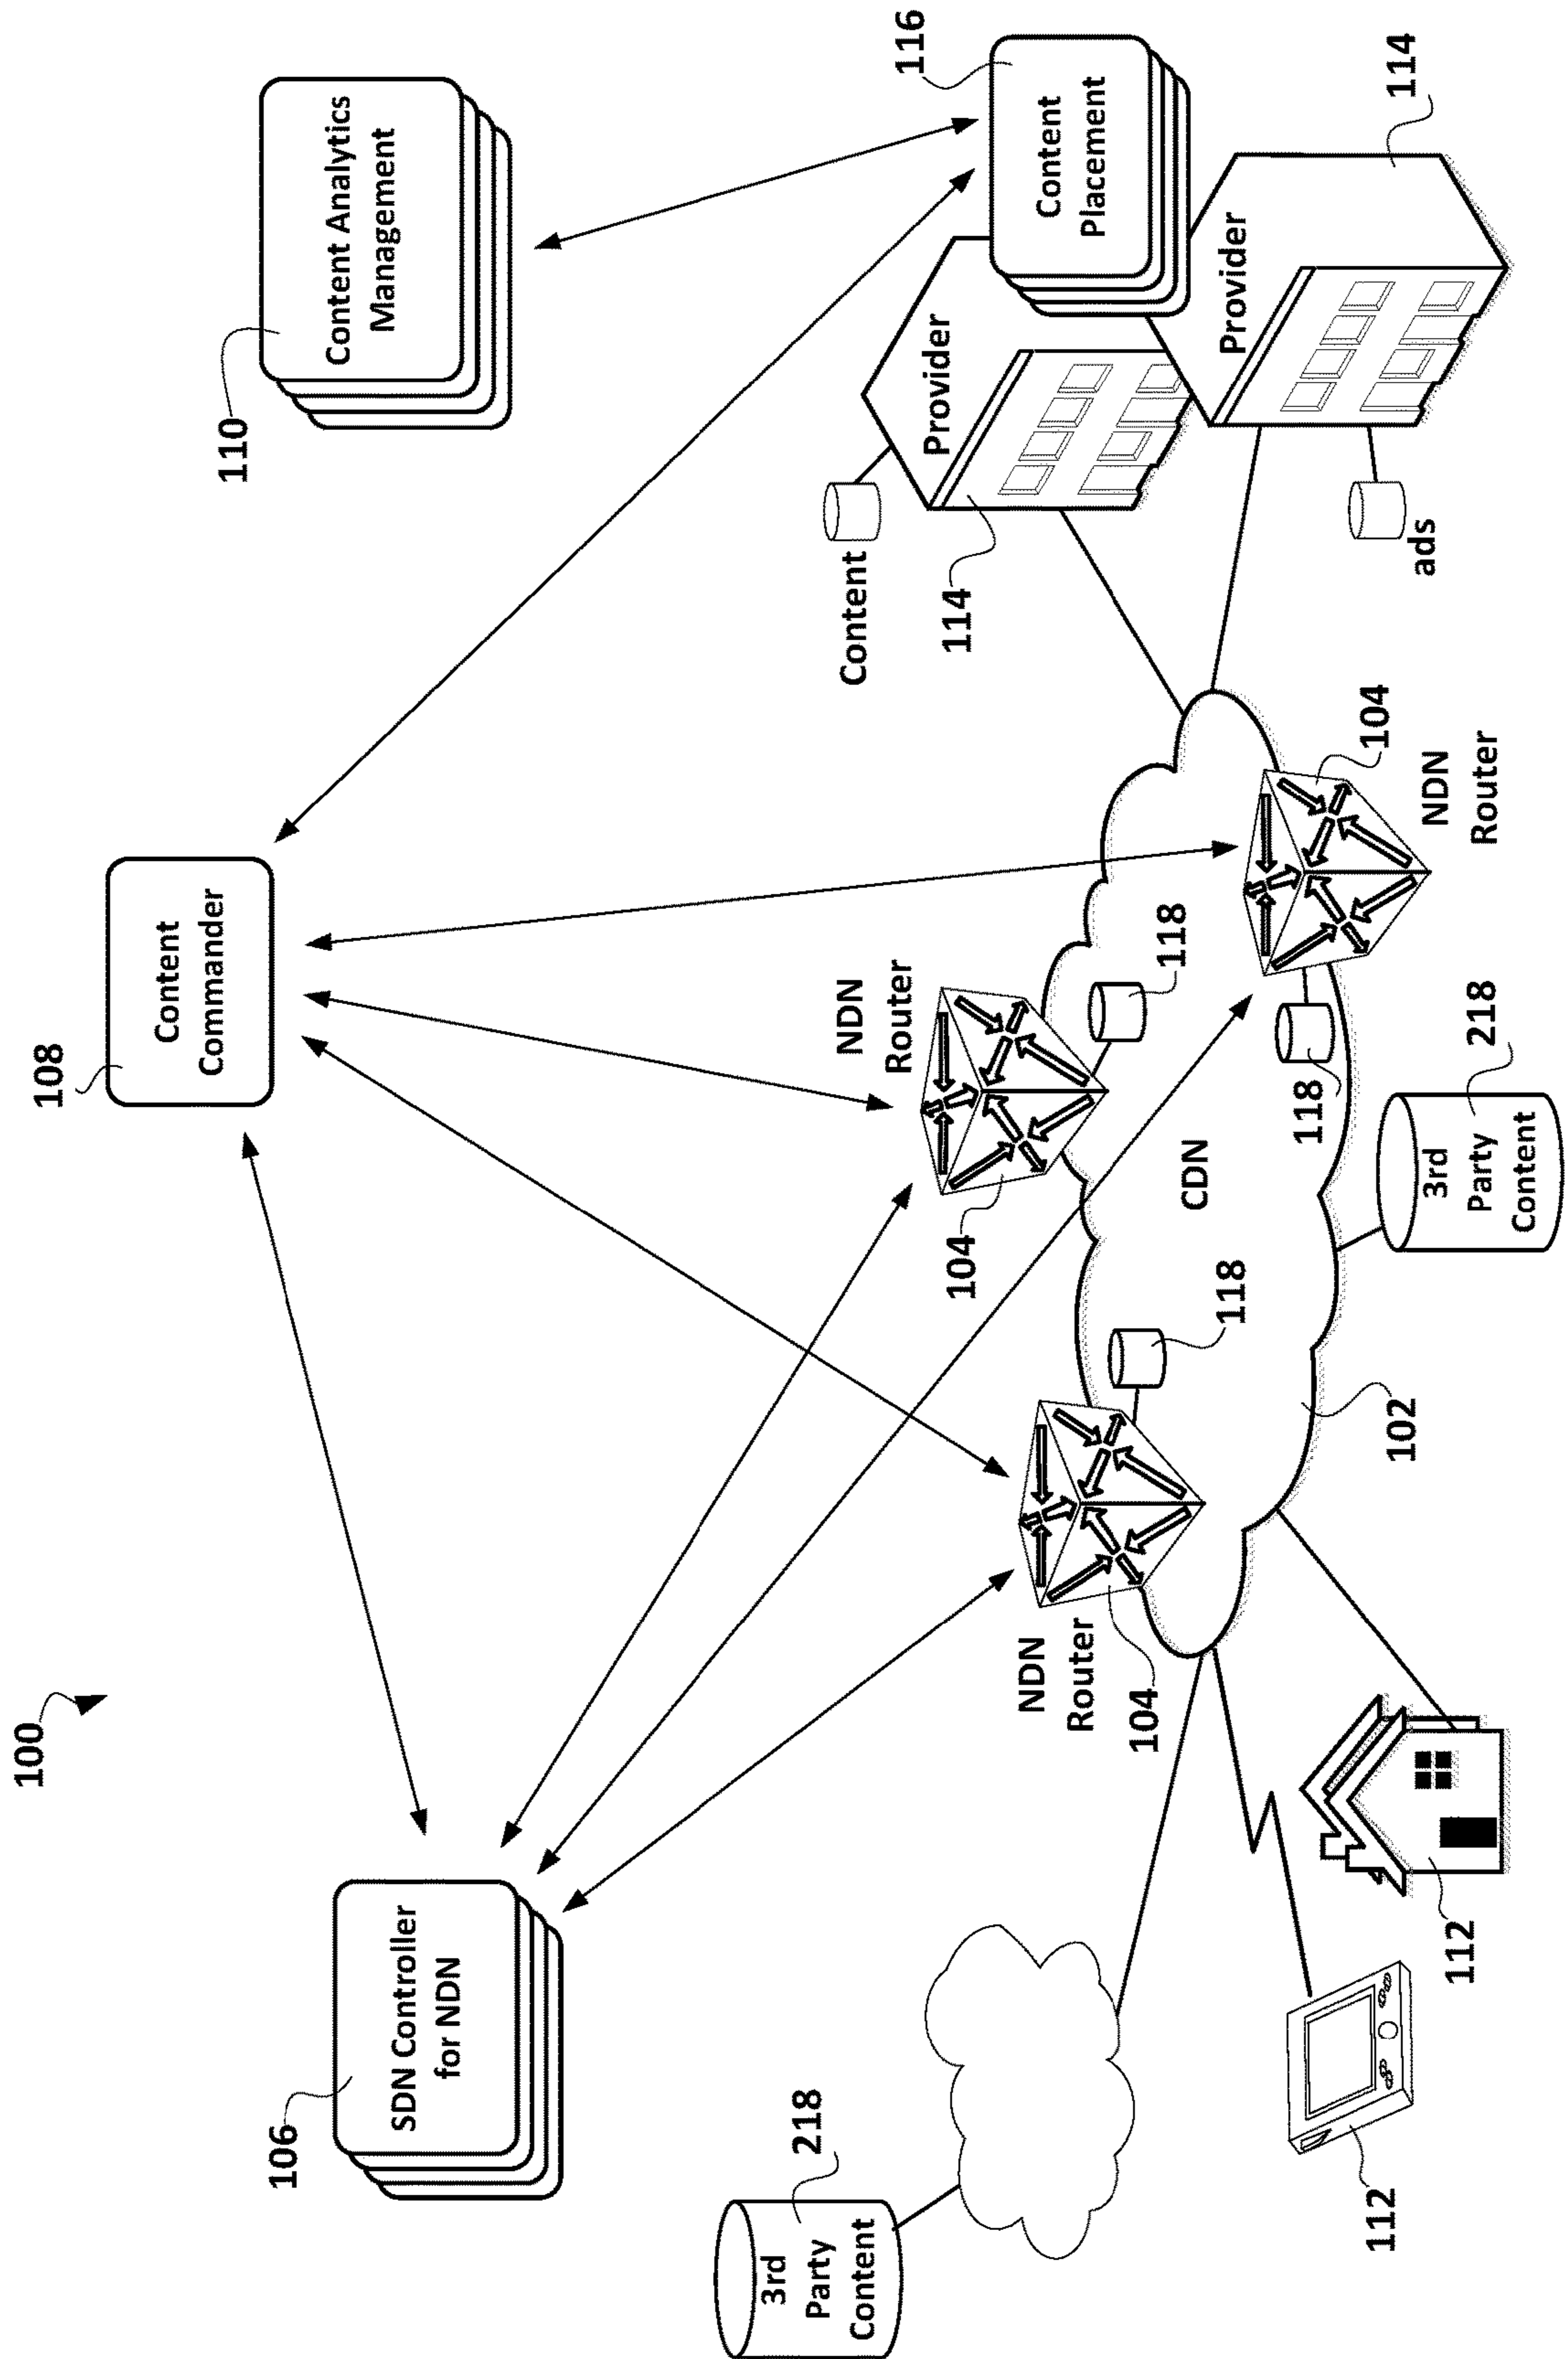 100
108
Content
Commander
106
SDN Controller
for NDN
110
Content Analytics
Management
116
Content
Placement
Provider
Content
114
Provider
114
ads
NDN
Router
104
NDN
Router
104
NDN
Router
104
118
118
118
CDN
102
3rd
Party
Content
218
3rd
Party
Content
218
112
112